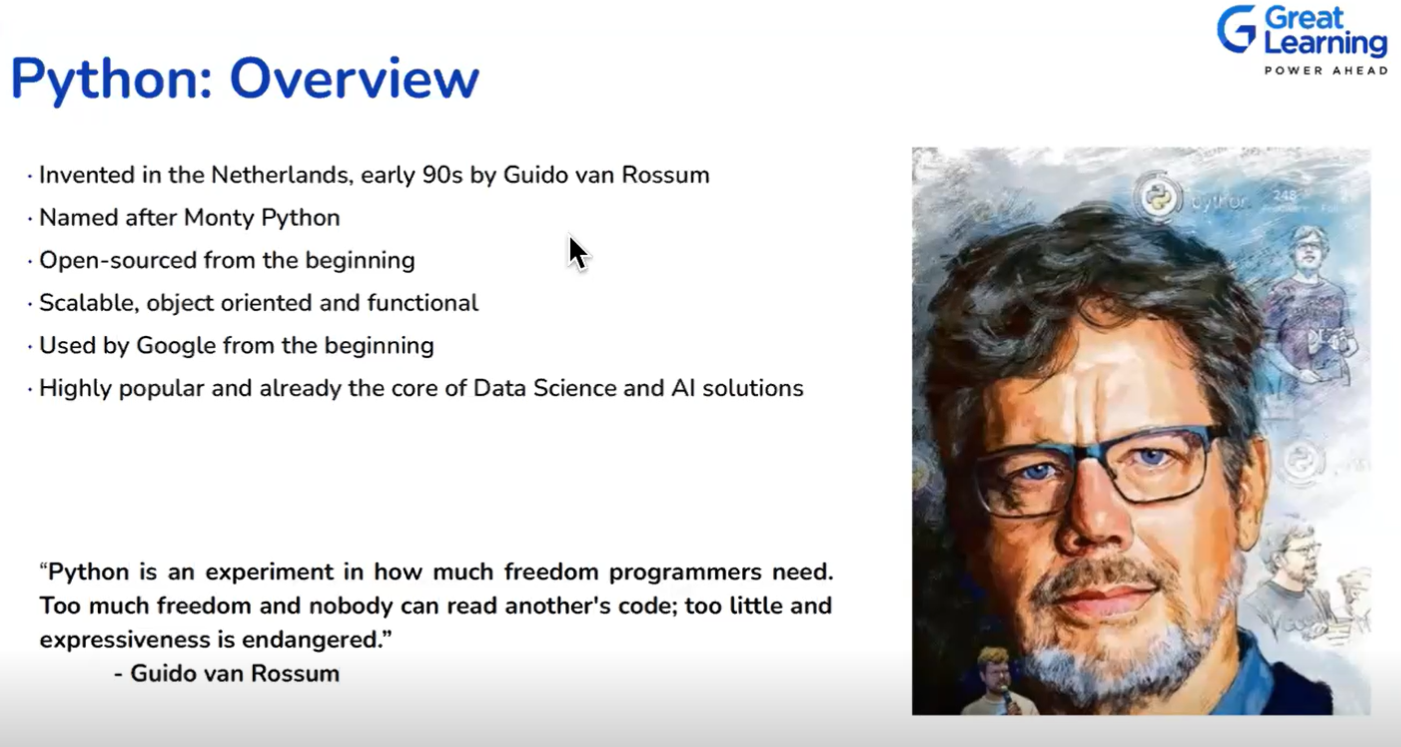 Great
Learning
POWER AHEAD
Python: Overview
· Invented in the Netherlands, early 90s by Guido van Rossum
· Named after Monty Python
· Open-sourced from the beginning
· Scalable, object oriented and functional
· Used by Google from the beginning
· Highly popular and already the core of Data Science and AI solutions
“Python is an experiment in how much freedom programmers need.
Too much freedom and nobody can read another's code; too little and
expressiveness is endangered.”
- Guido van Rossum
python